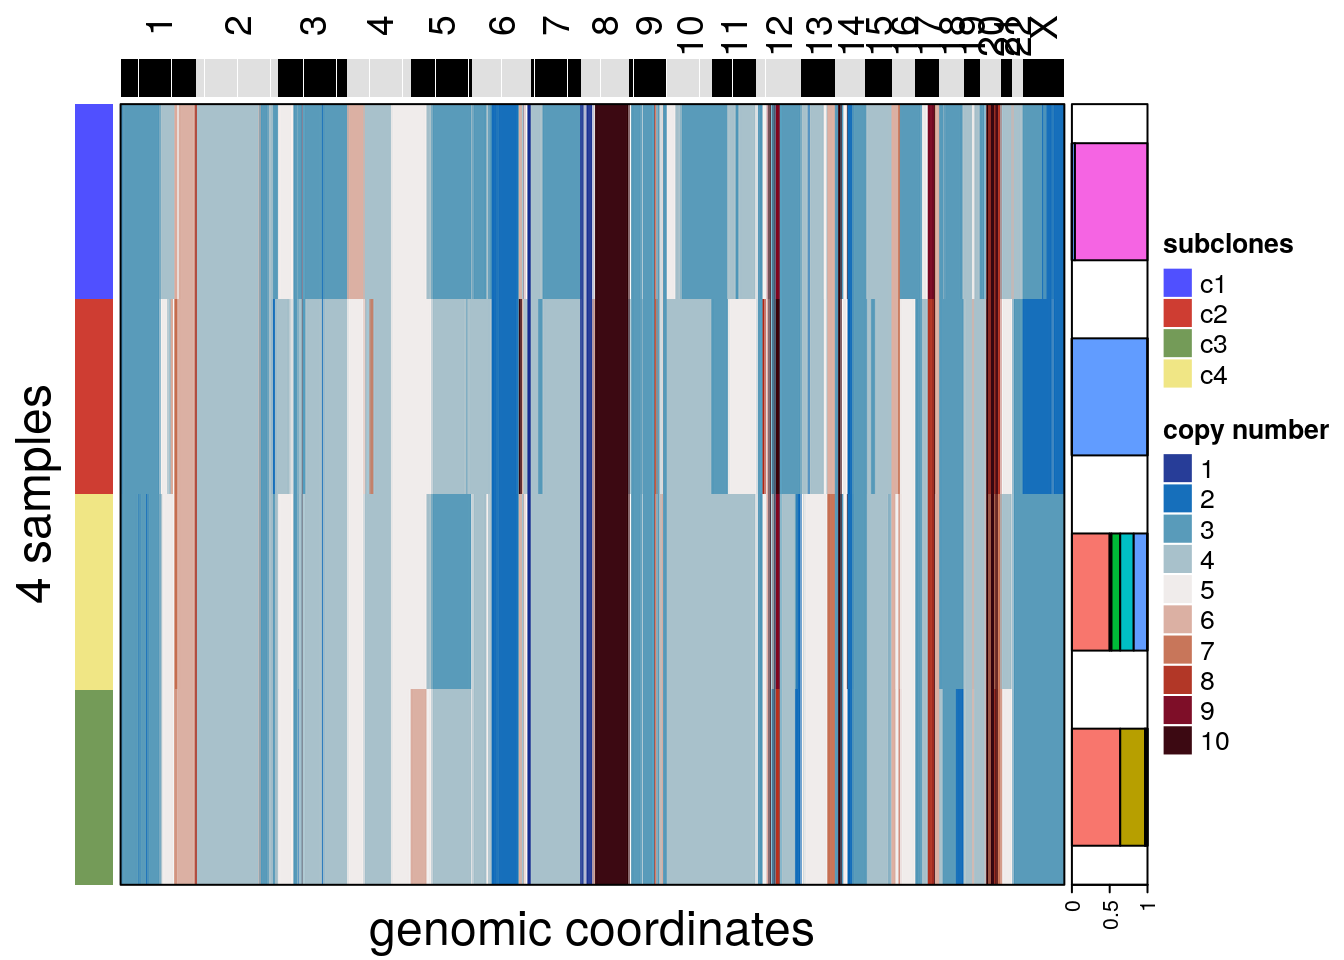 1 2 3 4 5 6 7 8 9 10 11 12 13 14 15 16 17 18 19 20 21 22 X
4 samples
subclones
c1
c2
c3
c4
copy number
1
2
3
4
5
6
7
8
9
10
0 0.5 1
genomic coordinates